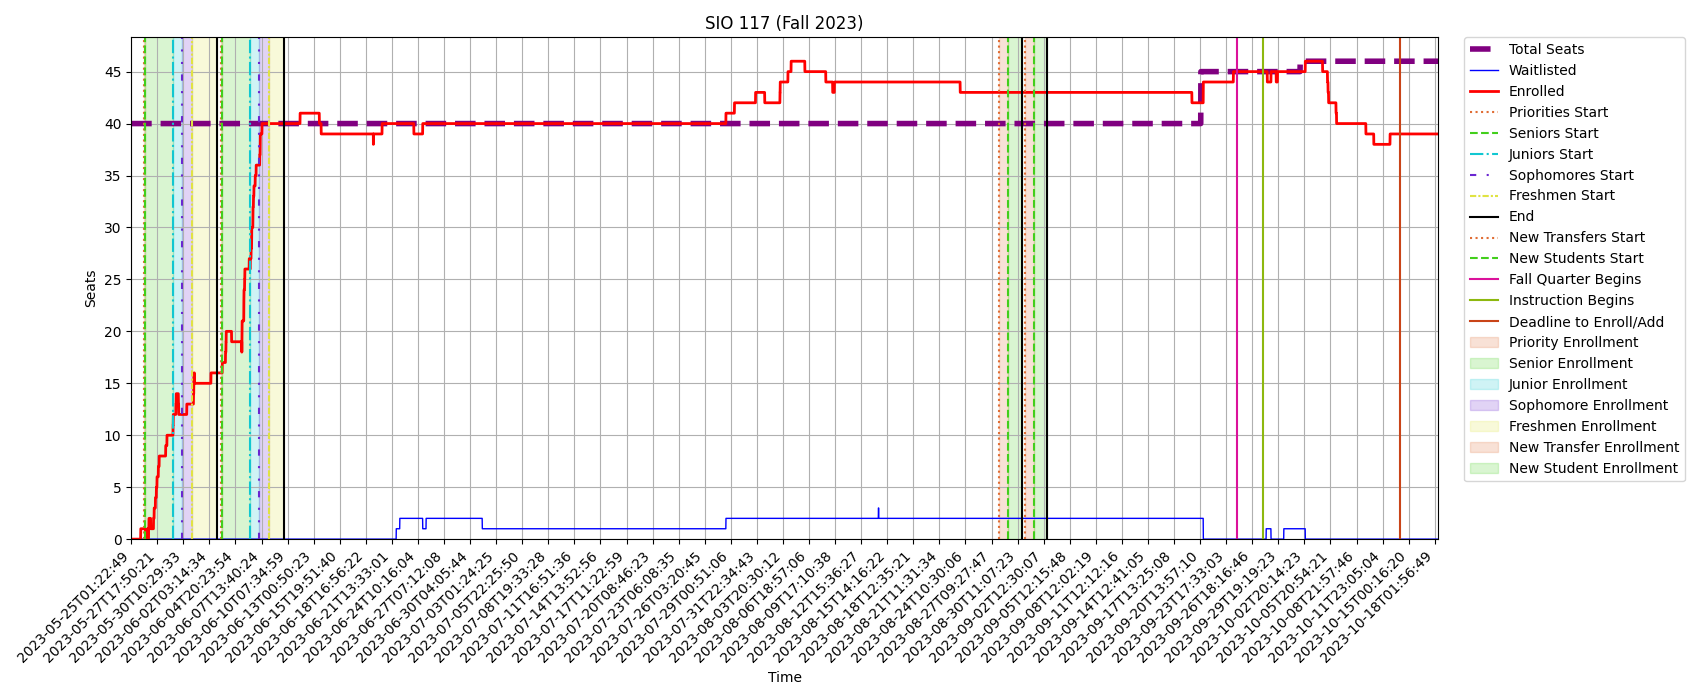 SIO 117 (Fall 2023)
Seats
45
40
35
30
25
20
15
10
5
0
2023-05-25T01:22:49
2023-05-27T17:50:21
2023-05-30T10:29:33
2023-06-02T03:14:34
2023-06-04T20:23:54
2023-06-07T13:40:24
2023-06-10T07:34:59
2023-06-13T00:50:23
2023-06-15T19:51:40
2023-06-18T16:56:22
2023-06-21T13:33:01
2023-06-24T10:16:04
2023-06-27T07:12:08
2023-06-30T04:05:44
2023-07-03T01:24:25
2023-07-05T22:25:50
2023-07-08T19:33:28
2023-07-11T16:51:36
2023-07-14T13:52:56
2023-07-17T11:22:59
2023-07-20T08:46:23
2023-07-23T06:08:35
2023-07-26T03:20:45
2023-07-29T00:51:06
2023-07-31T22:34:43
2023-08-03T20:30:12
2023-08-06T18:57:06
2023-08-09T17:10:38
2023-08-12T15:36:27
2023-08-15T14:16:22
2023-08-18T12:35:21
2023-08-21T11:31:34
2023-08-24T10:30:06
2023-08-27T09:27:47
2023-08-30T11:07:23
2023-09-02T12:30:07
2023-09-05T12:15:48
2023-09-08T12:02:19
2023-09-11T12:12:16
2023-09-14T12:41:05
2023-09-17T13:25:08
2023-09-20T13:57:10
2023-09-23T17:33:03
2023-09-26T18:16:46
2023-09-29T19:19:23
2023-10-02T20:14:23
2023-10-05T20:54:21
2023-10-08T21:57:46
2023-10-11T23:05:04
2023-10-15T00:16:20
2023-10-18T01:56:49
Time
Total Seats
Waitlisted
Enrolled
Priorities Start
Seniors Start
Juniors Start
Sophomores Start
Freshmen Start
End
New Transfers Start
New Students Start
Fall Quarter Begins
Instruction Begins
Deadline to Enroll/Add
Priority Enrollment
Senior Enrollment
Junior Enrollment
Sophomore Enrollment
Freshmen Enrollment
New Transfer Enrollment
New Student Enrollment